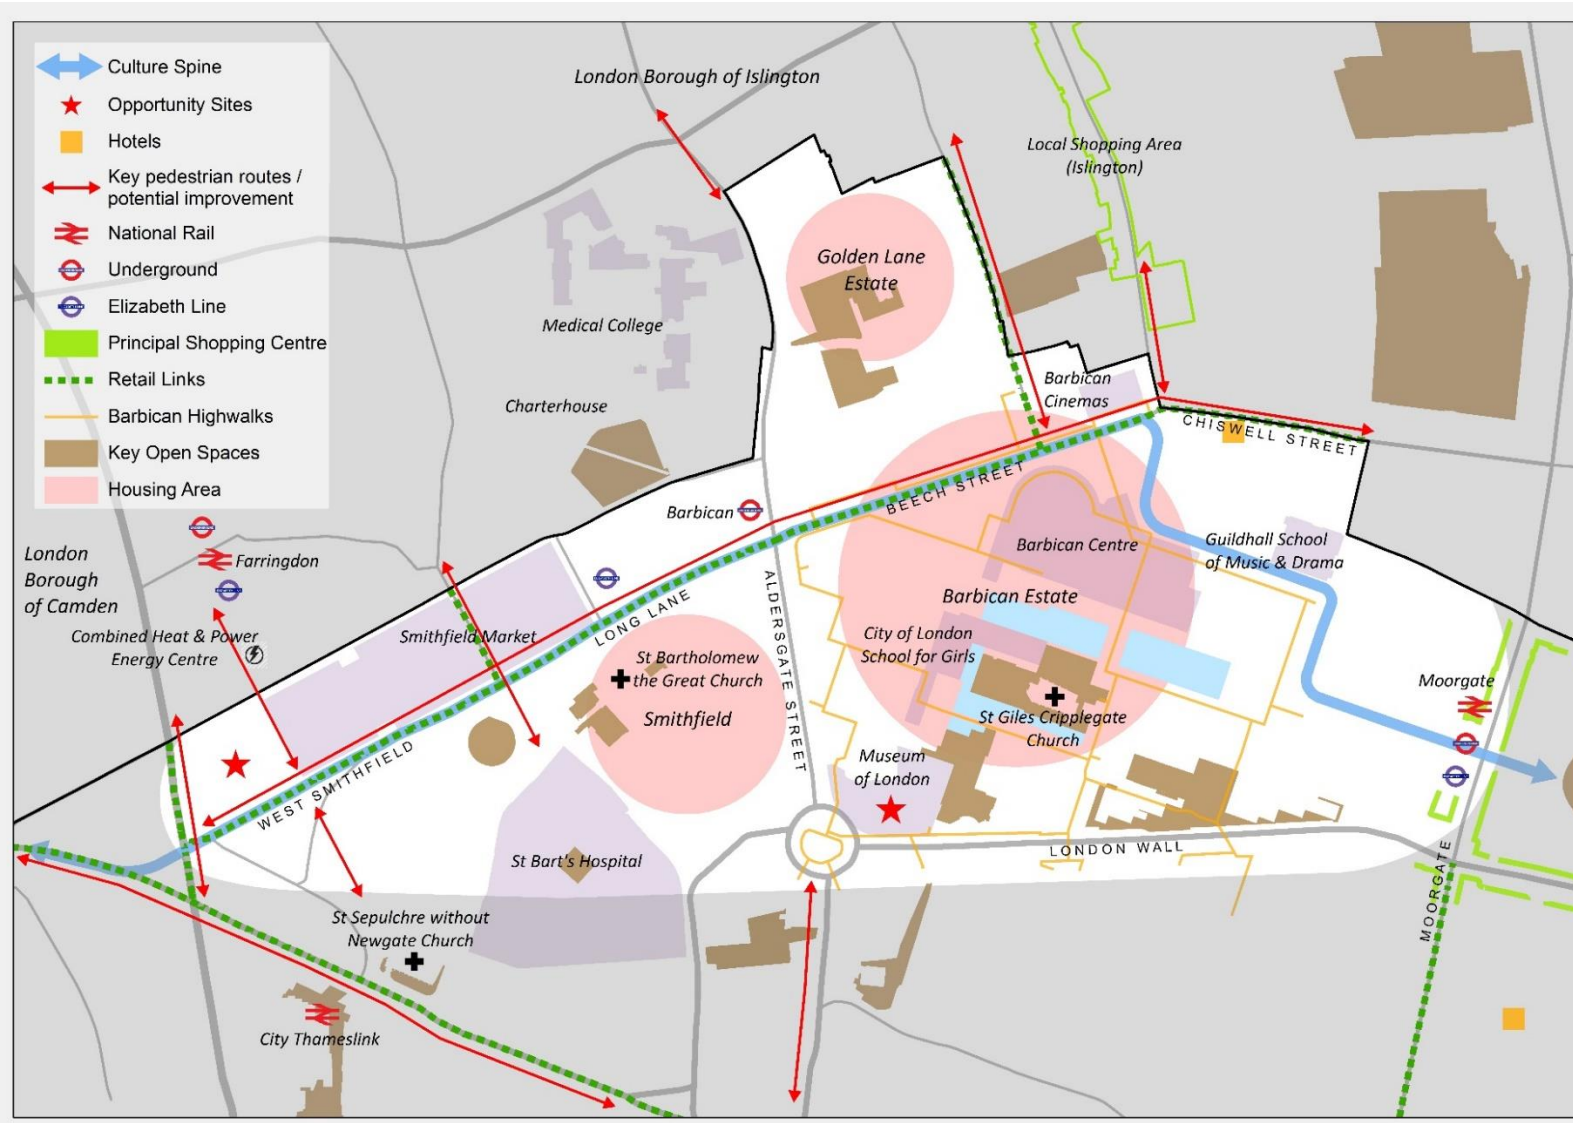 Culture Spine
Opportunity Sites
Hotels
Key pedestrian routes /
potential improvement
National Rail
Underground
Elizabeth Line
Principal Shopping Centre
Retail Links
Barbican Highwalks
Key Open Spaces
Housing Area
London Borough of Islington
Local Shopping Area
(Islington)
Golden Lane
Estate
Medical College
Charterhouse
Barbican
Cinemas
CHISWELL STREET
BEECH STREET
Barbican
London
Borough
of Camden
Farringdon
Barbican Centre
Guildhall School
of Music & Drama
Barbican Estate
ALDERSGATE STREET
LONG LANE
Combined Heat & Power
Energy Centre
Smithfield Market
City of London
School for Girls
St Bartholomew
the Great Church
Smithfield
St Giles Cripplegate
Church
Moorgate
WEST SMITHFIELD
Museum
of London
St Bart's Hospital
LONDON WALL
MOORGATE
St Sepulchre without
Newgate Church
City Thameslink